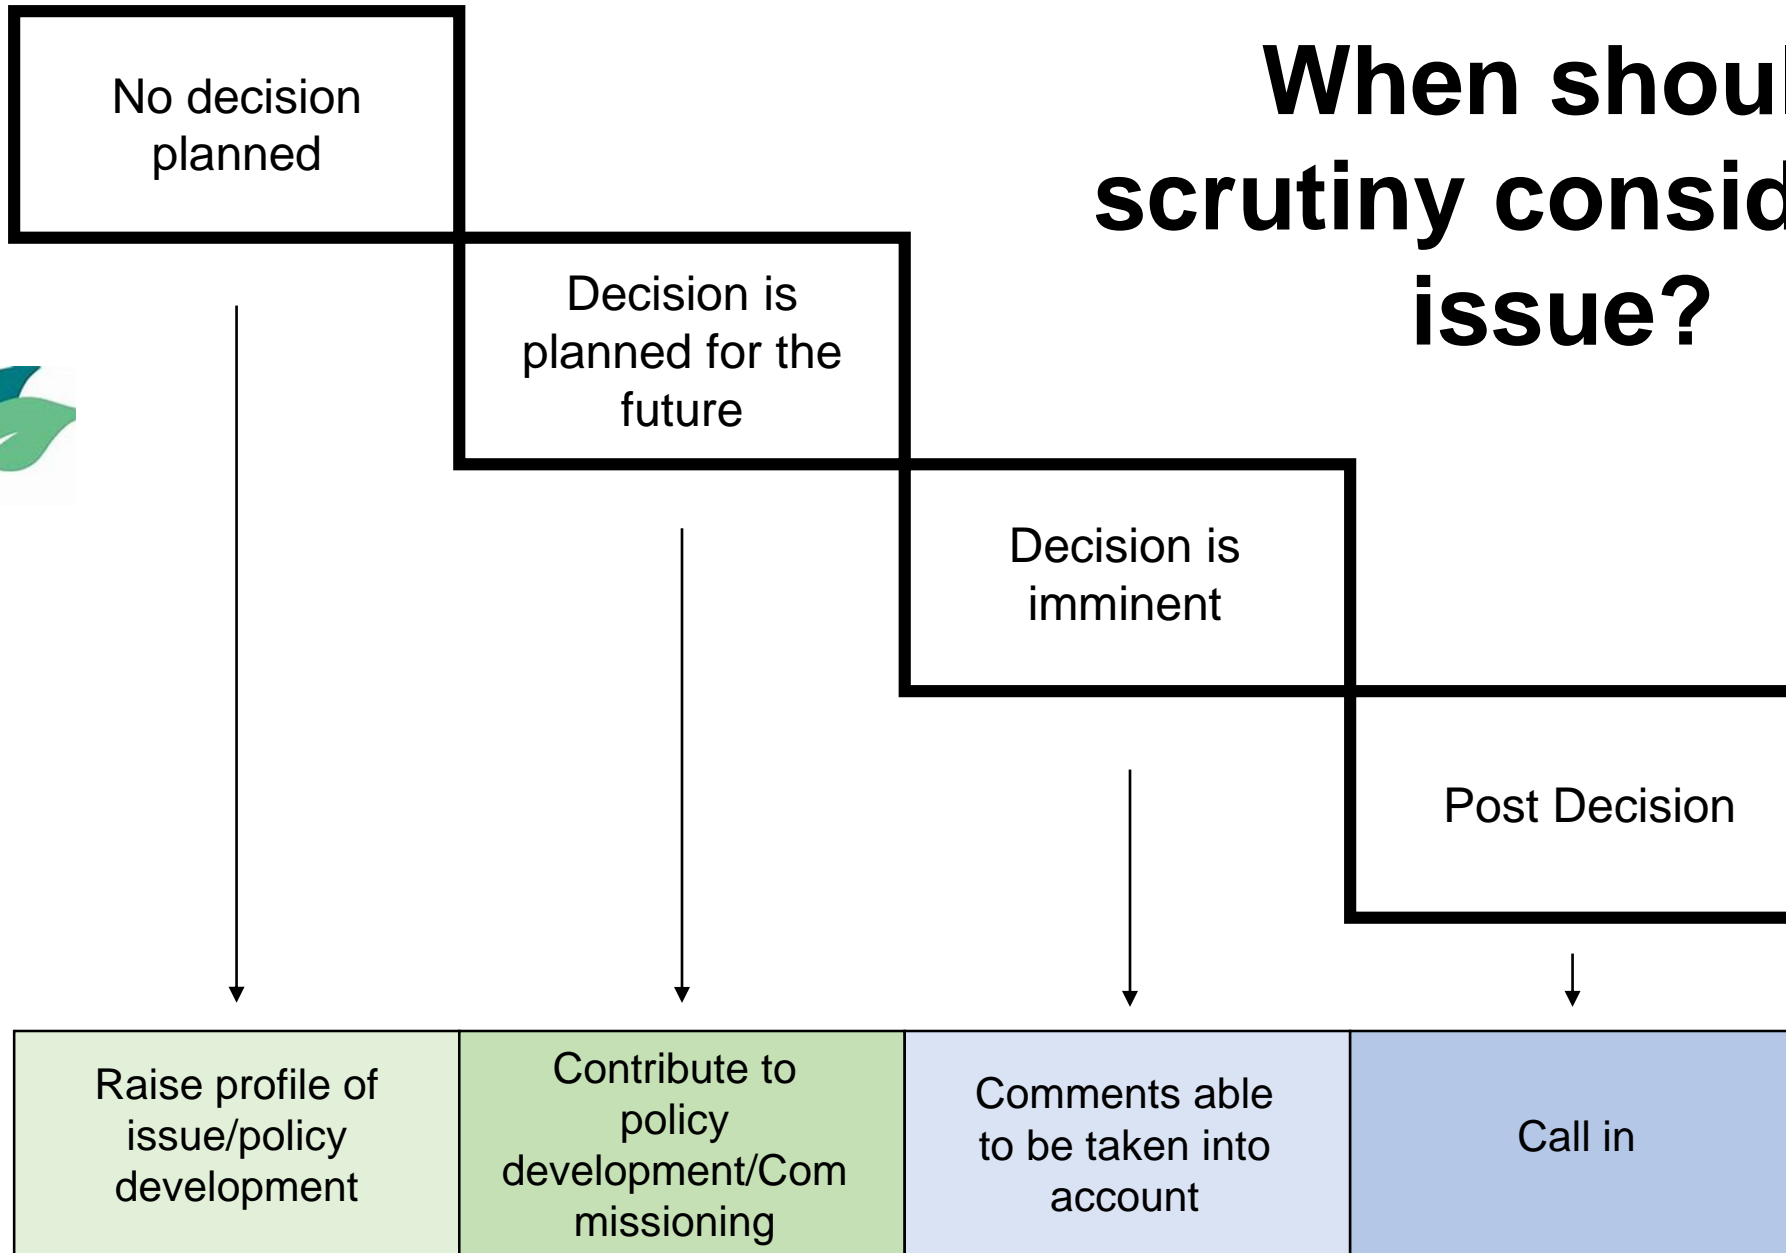 When shoul
scrutiny consid
issue?
No decision
planned
Decision is
planned for the
future
Decision is
imminent
Post Decision
Raise profile of
issue/policy
development
Contribute to
policy
development/Com
missioning
Comments able
to be taken into
account
Call in